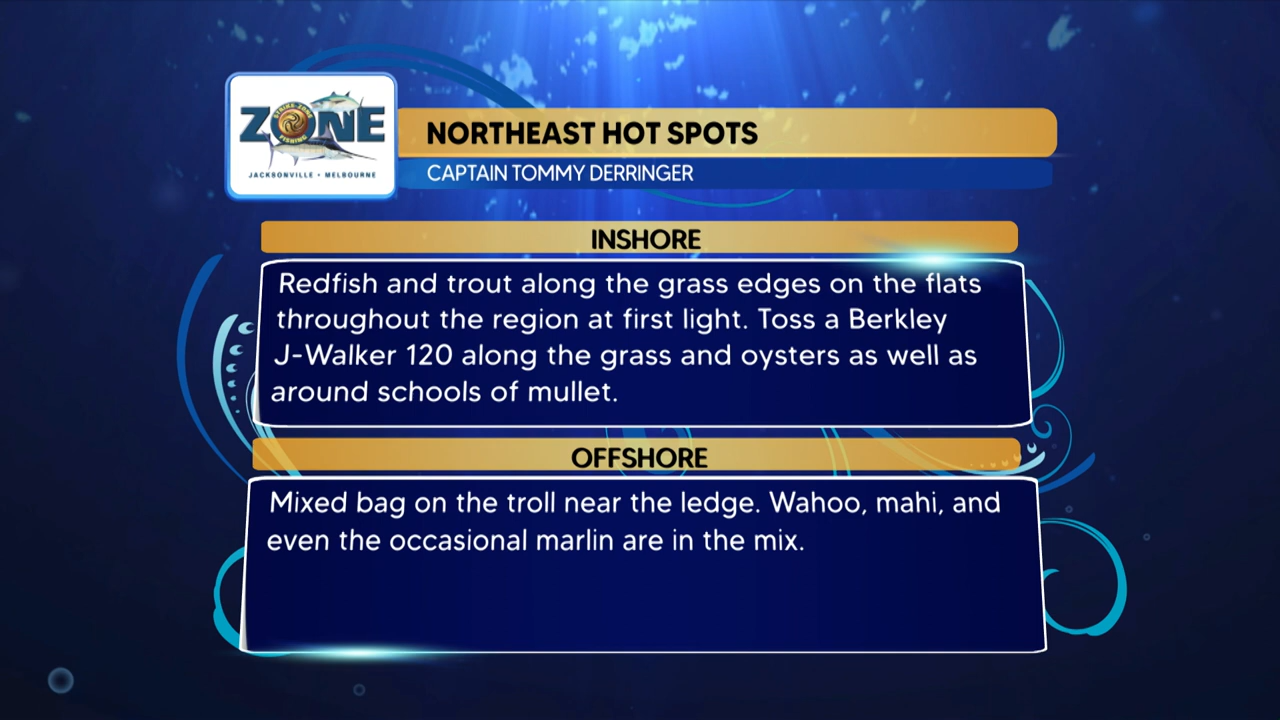 ZONE
STRIKE-ZONE
FISHING
JACKSONVILLE • MELBOURNE
NORTHEAST HOT SPOTS
CAPTAIN TOMMY DERRINGER
INSHORE
Redfish and trout along the grass edges on the flats
throughout the region at first light. Toss a Berkley
J-Walker 120 along the grass and oysters as well as
around schools of mullet.
OFFSHORE
Mixed bag on the troll near the ledge. Wahoo, mahi, and
even the occasional marlin are in the mix.